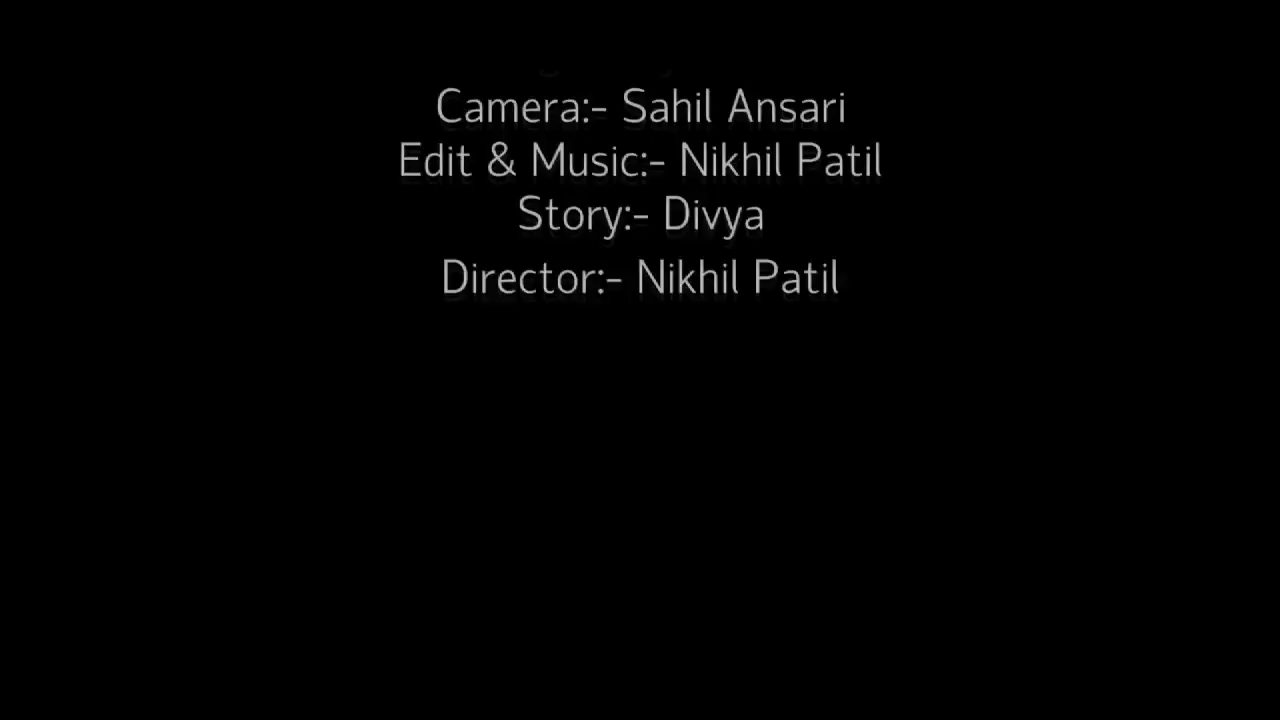 Camera:- Sahil Ansari
Edit & Music:- Nikhil Patil
Story:- Divya
Director:- Nikhil Patil